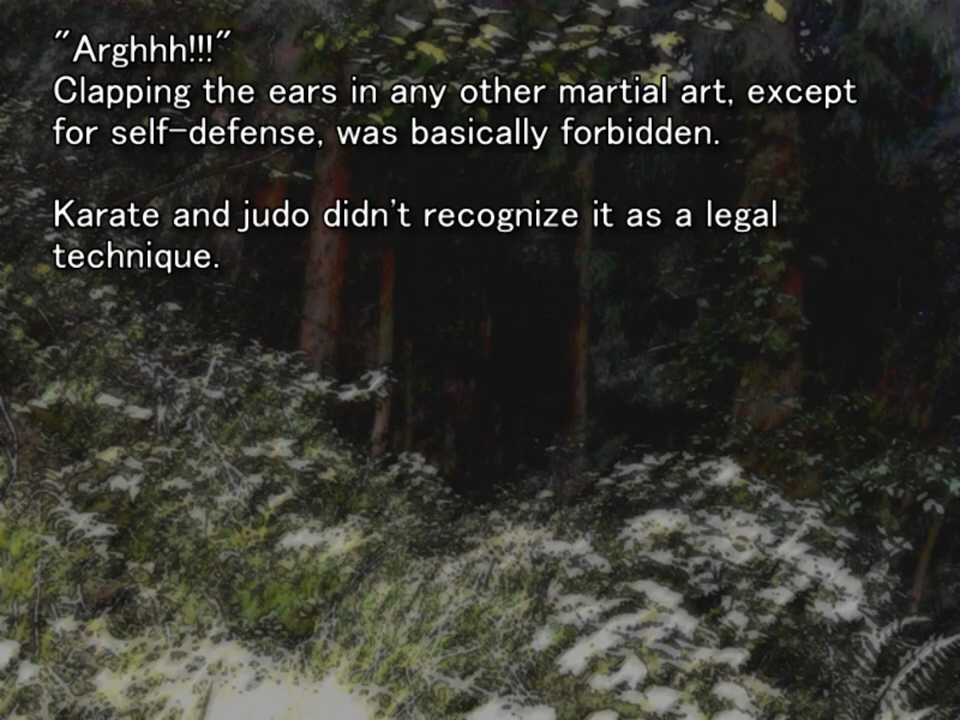 "Arghhh!!!"
Clapping the ears in any other martial art, except
for self-defense, was basically forbidden.
Karate and judo didn't recognize it as a legal
technique.